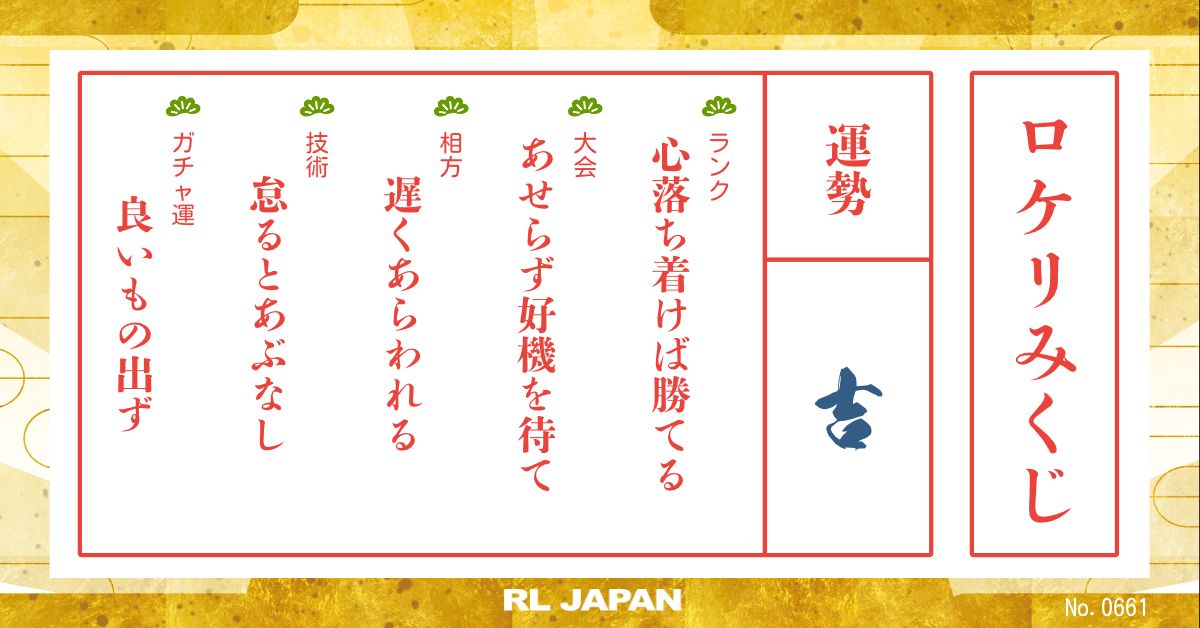 ロケリみくじ
運勢
吉
ランク
心落ち着けば勝てる
大会
あせらず好機を待て
相方
遅くあらわれる
技術
怠るとあぶなし
ガチャ運
良いもの出ず
RL JAPAN
No. 0661